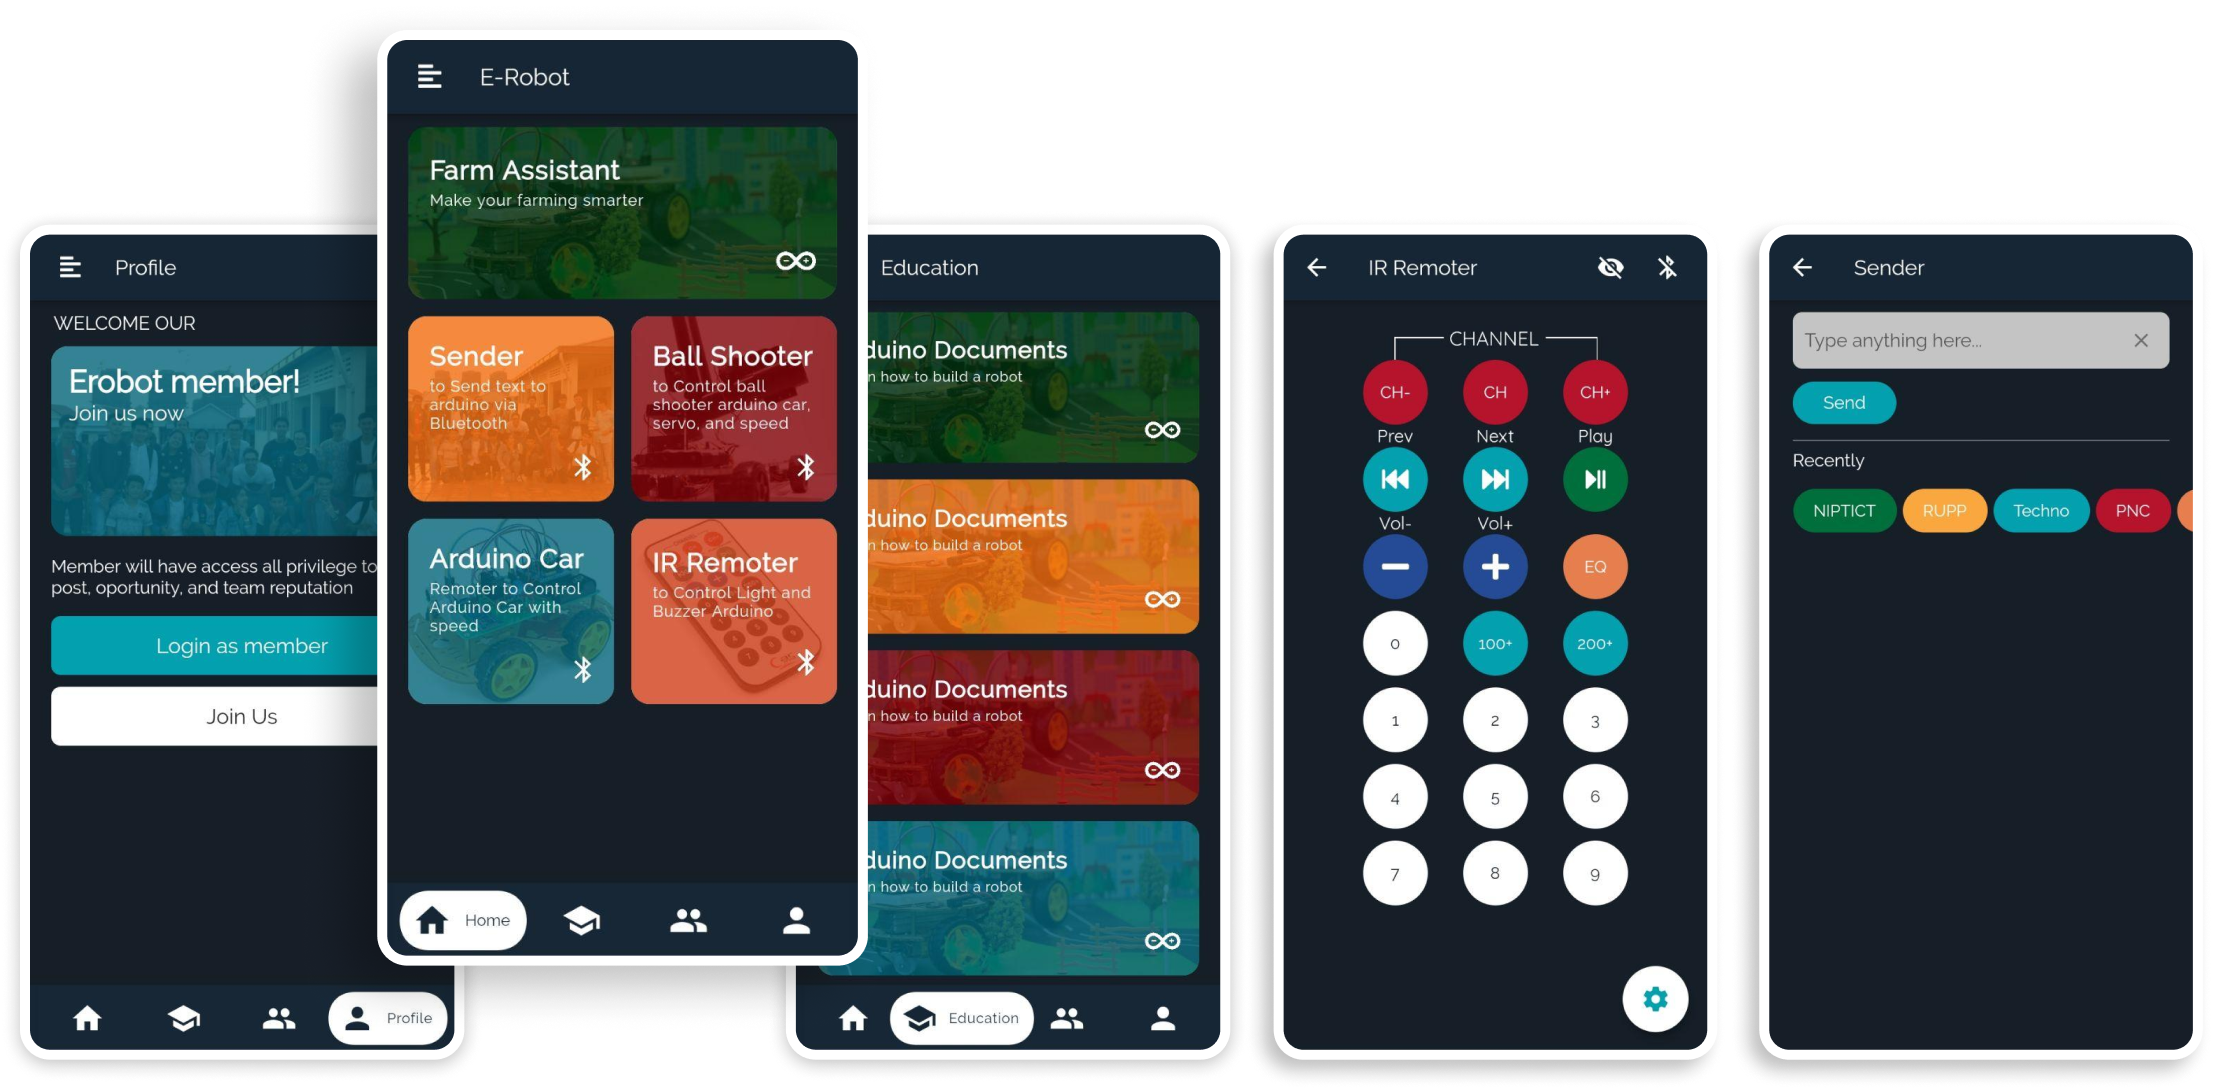 Profile
WELCOME OUR
Erobot member!
Join us now
Member will have access all privilege to
post, oportunity, and team reputation
Login as member
Join Us
Profile
E-Robot
Farm Assistant
Make your farming smarter
Sender
to Send text to
arduino via
Bluetooth
Ball Shooter
to Control ball
shooter arduino car,
servo, and speed
Arduino Car
Remoter to Control
Arduino Car with
speed
IR Remoter
to Control Light and
Buzzer Arduino
Home
Education
duino Documents
n how to build a robot
duino Documents
n how to build a robot
duino Documents
n how to build a robot
duino Documents
n how to build a robot
Education
IR Remoter
CHANNEL
CH- CH CH+
Prev Next Play
Vol- Vol+
EQ
0 100+ 200+
1 2 3
4 5 6
7 8 9
Sender
Type anything here...
Send
Recently
NIPTICT RUPP Techno PNC